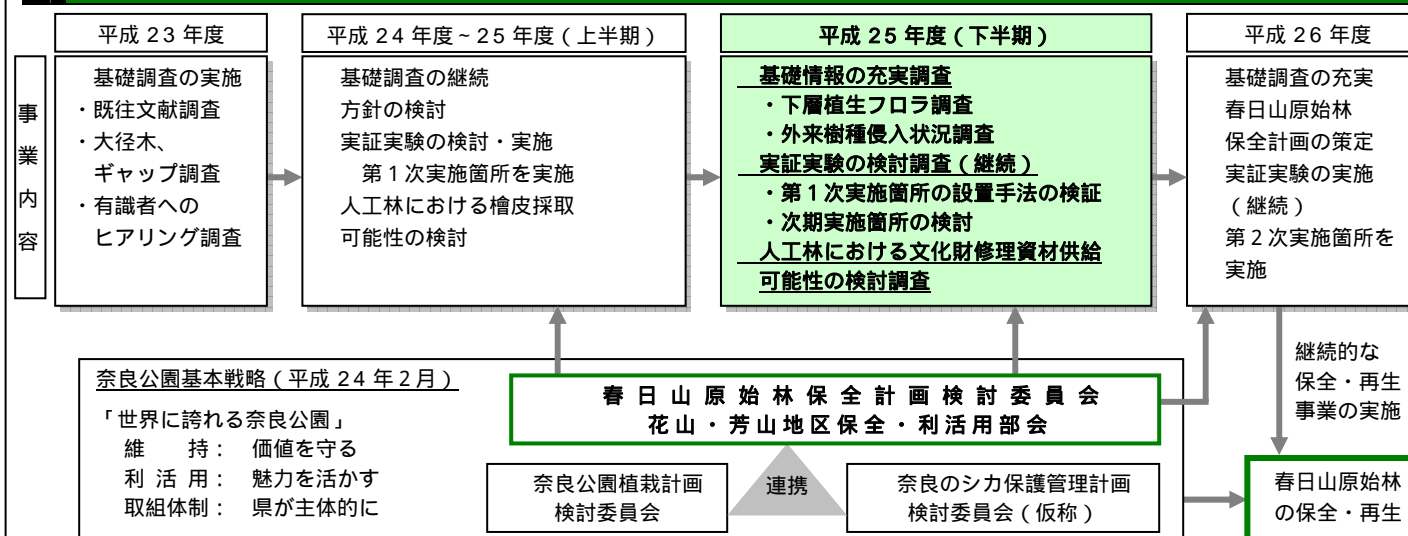 平成 23 年度
平成 24 年度~25 年度(上半期)
平成 25 年度(下半期)
平成 26 年度
事業内容
基礎調査の実施
・既往文献調査
・大径木、
ギャップ調査
・有識者への
ヒアリング調査
基礎調査の継続
方針の検討
実証実験の検討・実施
第1次実施箇所を実施
人工林における檜皮採取
可能性の検討
基礎情報の充実調査
・下層植生フロラ調査
・外来樹種侵入状況調査
実証実験の検討調査(継続)
・第1次実施箇所の設置手法の検証
・次期実施箇所の検討
人工林における文化財修理資材供給
可能性の検討調査
基礎調査の充実
春日山原始林
保全計画の策定
実証実験の実施
(継続)
第2次実施箇所を
実施
奈良公園基本戦略(平成 24 年2月)
「世界に誇れる奈良公園」
維 持: 価値を守る
利 活 用: 魅力を活かす
取組体制: 県が主体的に
春日山原始林保全計画検討委員会
花山・芳山地区保全・利活用部会
奈良公園植栽計画
検討委員会
連携
奈良のシカ保護管理計画
検討委員会(仮称)
継続的な
保全・再生
事業の実施
春日山原始林
の保全・再生